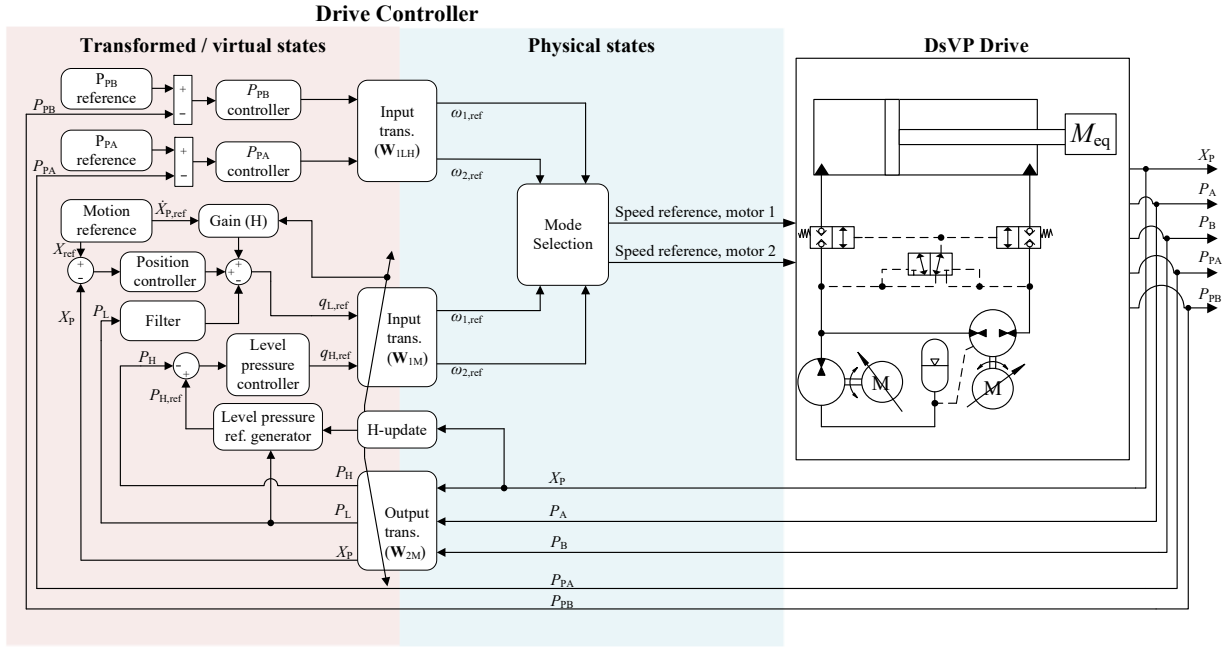 Drive Controller
Transformed / virtual states
Physical states
DsVP Drive
P_PB
reference
+
−
P_PB
controller
P_PB
Input
trans.
(W_1LH)
ω_1,ref
ω_2,ref
P_PA
reference
+
−
P_PA
controller
P_PA
M_eq
X_P
P_A
P_B
P_PA
P_PB
Motion
reference
Ẋ_P,ref
Gain (H)
Mode
Selection
Speed reference, motor 1
Speed reference, motor 2
X_ref
+
-
Position
controller
+
+
−
X_P
P_L
Filter
q_L,ref
Input
trans.
(W_1M)
ω_1,ref
ω_2,ref
P_H
-
+
Level
pressure
controller
q_H,ref
P_H,ref
M
M
Level pressure
ref. generator
H-update
P_H
P_L
X_P
Output
trans.
(W_2M)
X_P
P_A
P_B
P_PA
P_PB